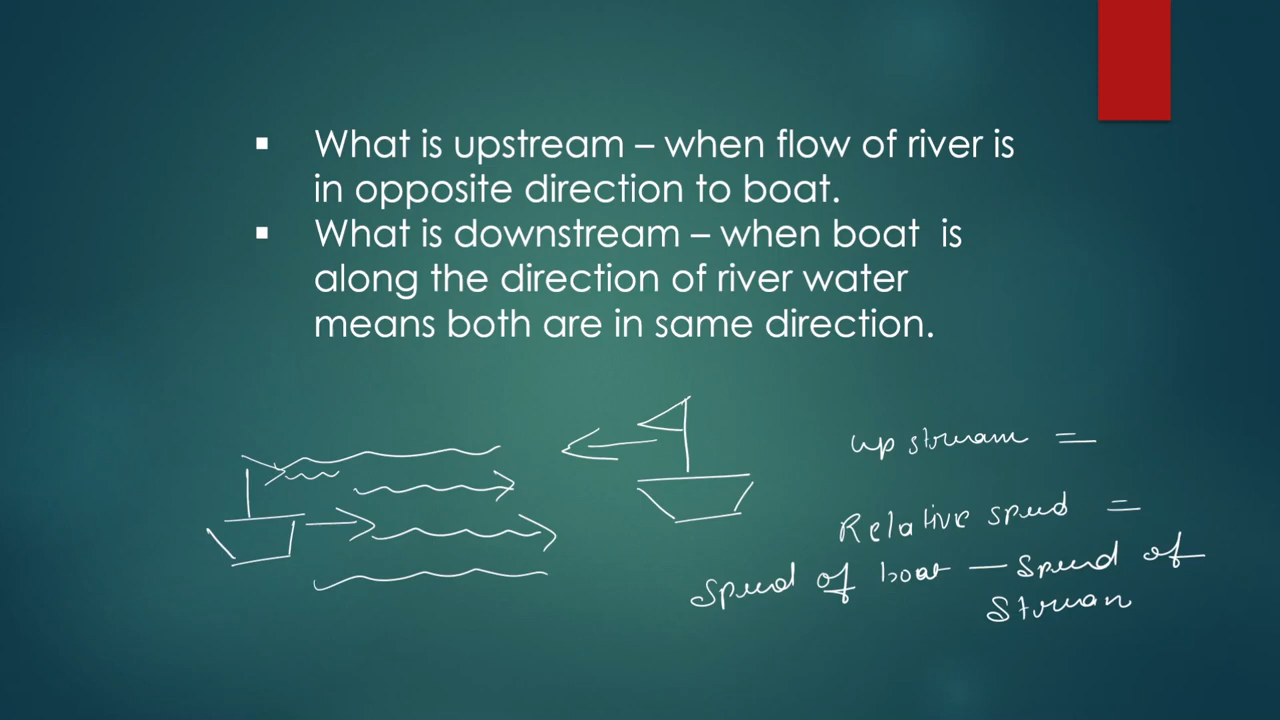 ▪ What is upstream – when flow of river is
in opposite direction to boat.
▪ What is downstream – when boat is
along the direction of river water
means both are in same direction.
up stream =
Relative speed =
Speed of boat — Speed of
Stream